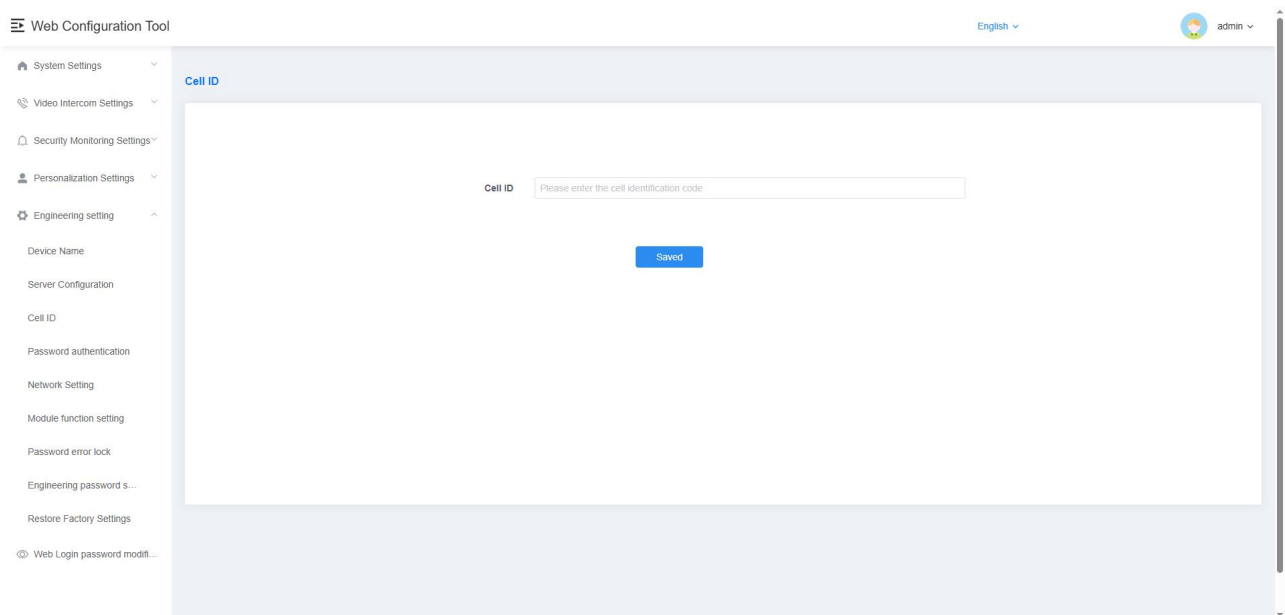 Web Configuration Tool
English
admin
System Settings
Video Intercom Settings
Security Monitoring Settings
Personalization Settings
Engineering setting
Device Name
Server Configuration
Cell ID
Password authentication
Network Setting
Module function setting
Password error lock
Engineering password s...
Restore Factory Settings
Web Login password modifi...
Cell ID
Cell ID
Please enter the cell identification code
Saved